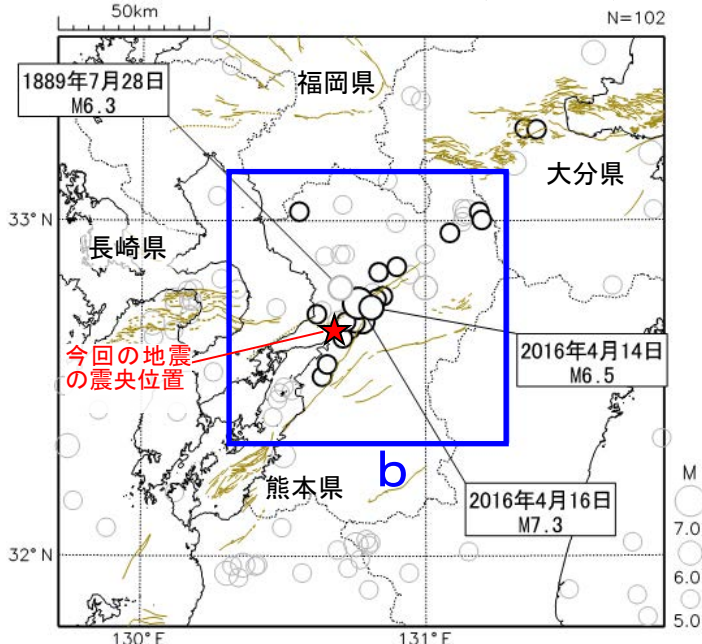 50km
N=102
1889年7月28日
M6.3
福岡県
大分県
33°N
長崎県
今回の地震
の震央位置
2016年4月14日
M6.5
b
熊本県
2016年4月16日
M7.3
M
7.0
6.0
5.0
32°N
130°E
131°E